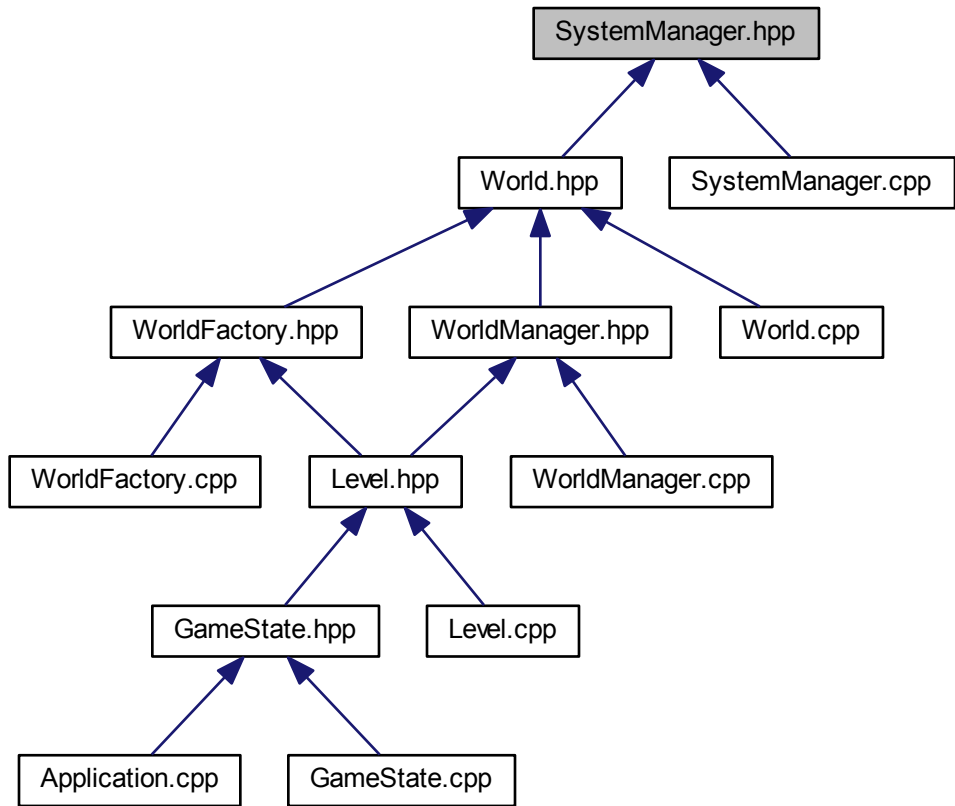 SystemManager.hpp
World.hpp
SystemManager.cpp
WorldFactory.hpp
WorldManager.hpp
World.cpp
WorldFactory.cpp
Level.hpp
WorldManager.cpp
GameState.hpp
Level.cpp
Application.cpp
GameState.cpp